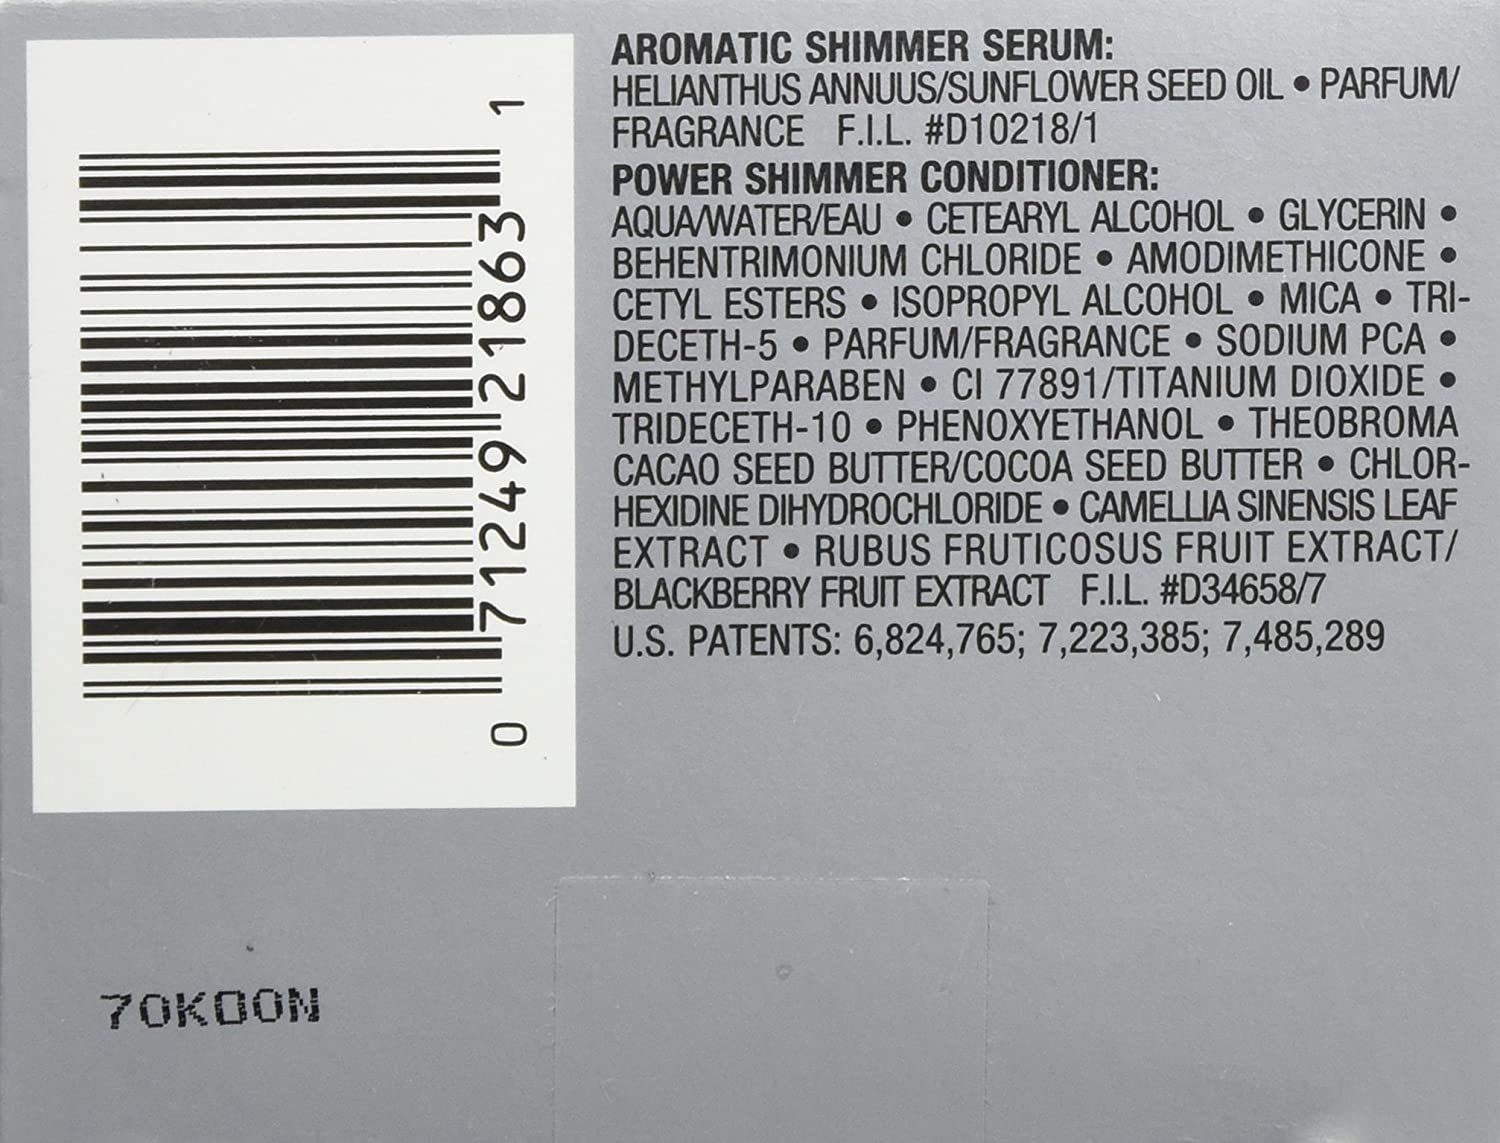 AROMATIC SHIMMER SERUM:
HELIANTHUS ANNUUS/SUNFLOWER SEED OIL • PARFUM/
FRAGRANCE F.I.L. #D10218/1
POWER SHIMMER CONDITIONER:
AQUA/WATER/EAU • CETEARYL ALCOHOL • GLYCERIN •
BEHENTRIMONIUM CHLORIDE • AMODIMETHICONE •
CETYL ESTERS • ISOPROPYL ALCOHOL • MICA • TRI-
DECETH-5 • PARFUM/FRAGRANCE • SODIUM PCA •
METHYLPARABEN • CI 77891/TITANIUM DIOXIDE •
TRIDECETH-10 • PHENOXYETHANOL • THEOBROMA
CACAO SEED BUTTER/COCOA SEED BUTTER • CHLOR-
HEXIDINE DIHYDROCHLORIDE • CAMELLIA SINENSIS LEAF
EXTRACT • RUBUS FRUTICOSUS FRUIT EXTRACT/
BLACKBERRY FRUIT EXTRACT F.I.L. #D34658/7
U.S. PATENTS: 6,824,765; 7,223,385; 7,485,289
0 71249 21863 1
70K00N